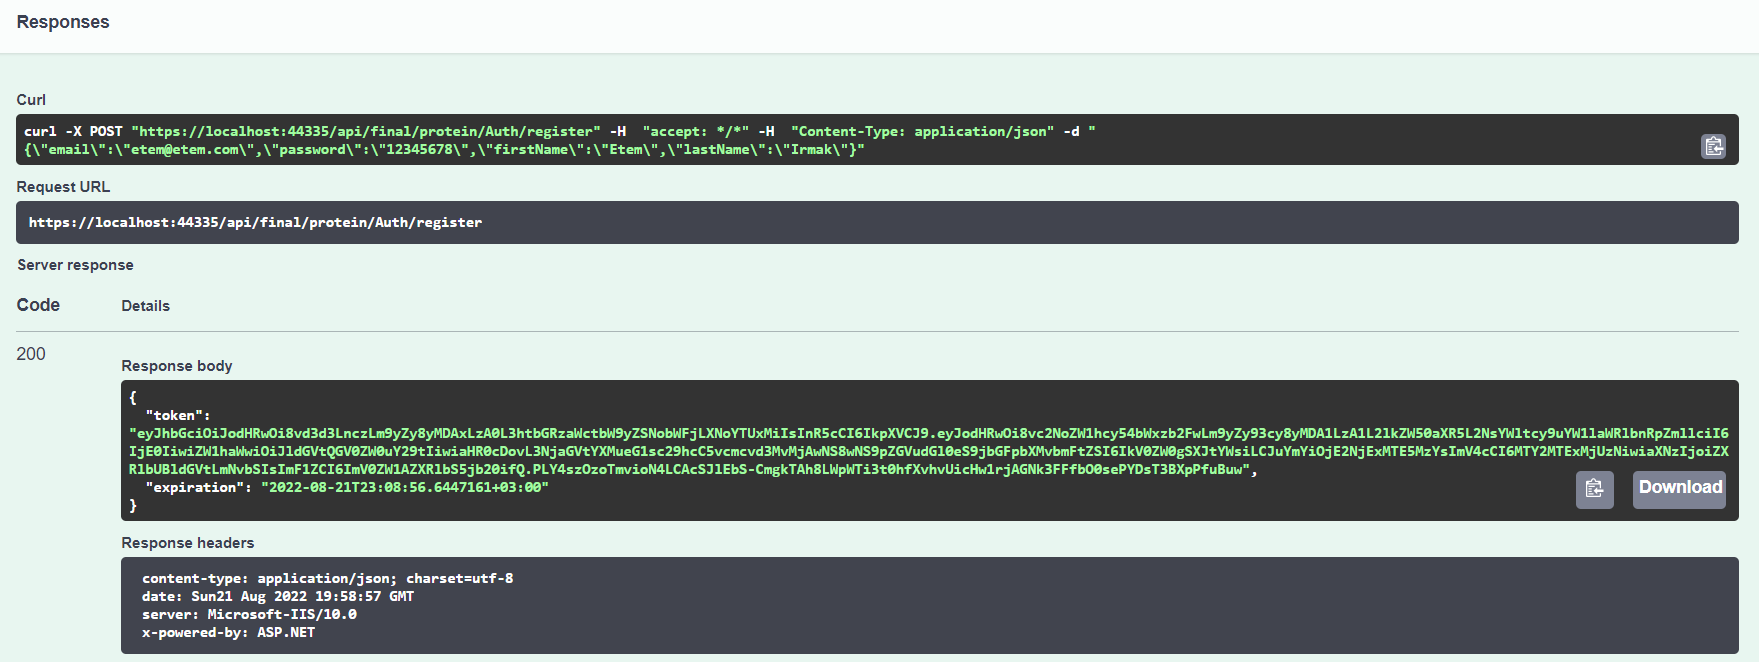 Responses
Curl
curl -X POST "https://localhost:44335/api/final/protein/Auth/register" -H  "accept: */*" -H  "Content-Type: application/json" -d "
{\"email\":\"etem@etem.com\",\"password\":\"12345678\",\"firstName\":\"Etem\",\"lastName\":\"Irmak\"}"
Request URL
https://localhost:44335/api/final/protein/Auth/register
Server response
Code Details
200
Response body
{
"token":
"eyJhbGciOiJodHRwOi8vd3d3LnczLm9yZy8yMDAxLzA0L3htbGRzaWctbW9yZSNobWFjLXNoYTUxMiIsInR5cCI6IkpXVCJ9.eyJodHRwOi8vc2NoZW1hcy54bWxzb2FwLm9yZy93cy8yMDA1LzA1L2lkZW50aXR5L2NsYWltcy9uYW1laWRlbnRpZmllciI6
IjE0IiwiZW1haWwiOiJldGVtQGV0ZW0uY29tIiwiaHR0cDovL3NjaGVtYXMueG1sc29hcC5vcmcvd3MvMjAwNS8wNS9pZGVudGl0eS9jbGFpbXMvbmFtZSI6IkV0ZW0gSXJtYWsiLCJuYmYiOjE2NjExMTE5MzYsImV4cCI6MTY2MTExMjUzNiwiaXNzIjoiZX
RlbUBldGVtLmNvbSIsImF1ZCI6ImV0ZW1AZXRlbS5jb20ifQ.PLY4szOzoTmvioN4LCAcSJ1EbS-CmgkTAh8LWpWTi3t0hfXvhvUicHw1rjAGNk3FFfbO0sePYDsT3BXpPfuBuw",
"expiration": "2022-08-21T23:08:56.6447161+03:00"
}
Download
Response headers
content-type: application/json; charset=utf-8
date: Sun21 Aug 2022 19:58:57 GMT
server: Microsoft-IIS/10.0
x-powered-by: ASP.NET